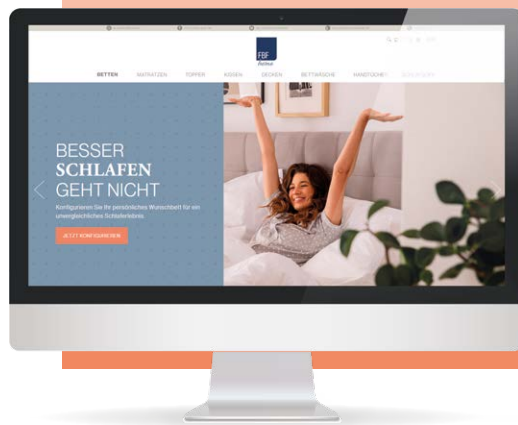 FBF
home
BETTEN MATRATZEN TOPPER KISSEN DECKEN BETTWÄSCHE HANDTÜCHER
BESSER
SCHLAFEN
GEHT NICHT
Konfigurieren Sie Ihr persönliches Wunschbett für ein
unvergleichliches Schlaferlebnis.
JETZT KONFIGURIEREN